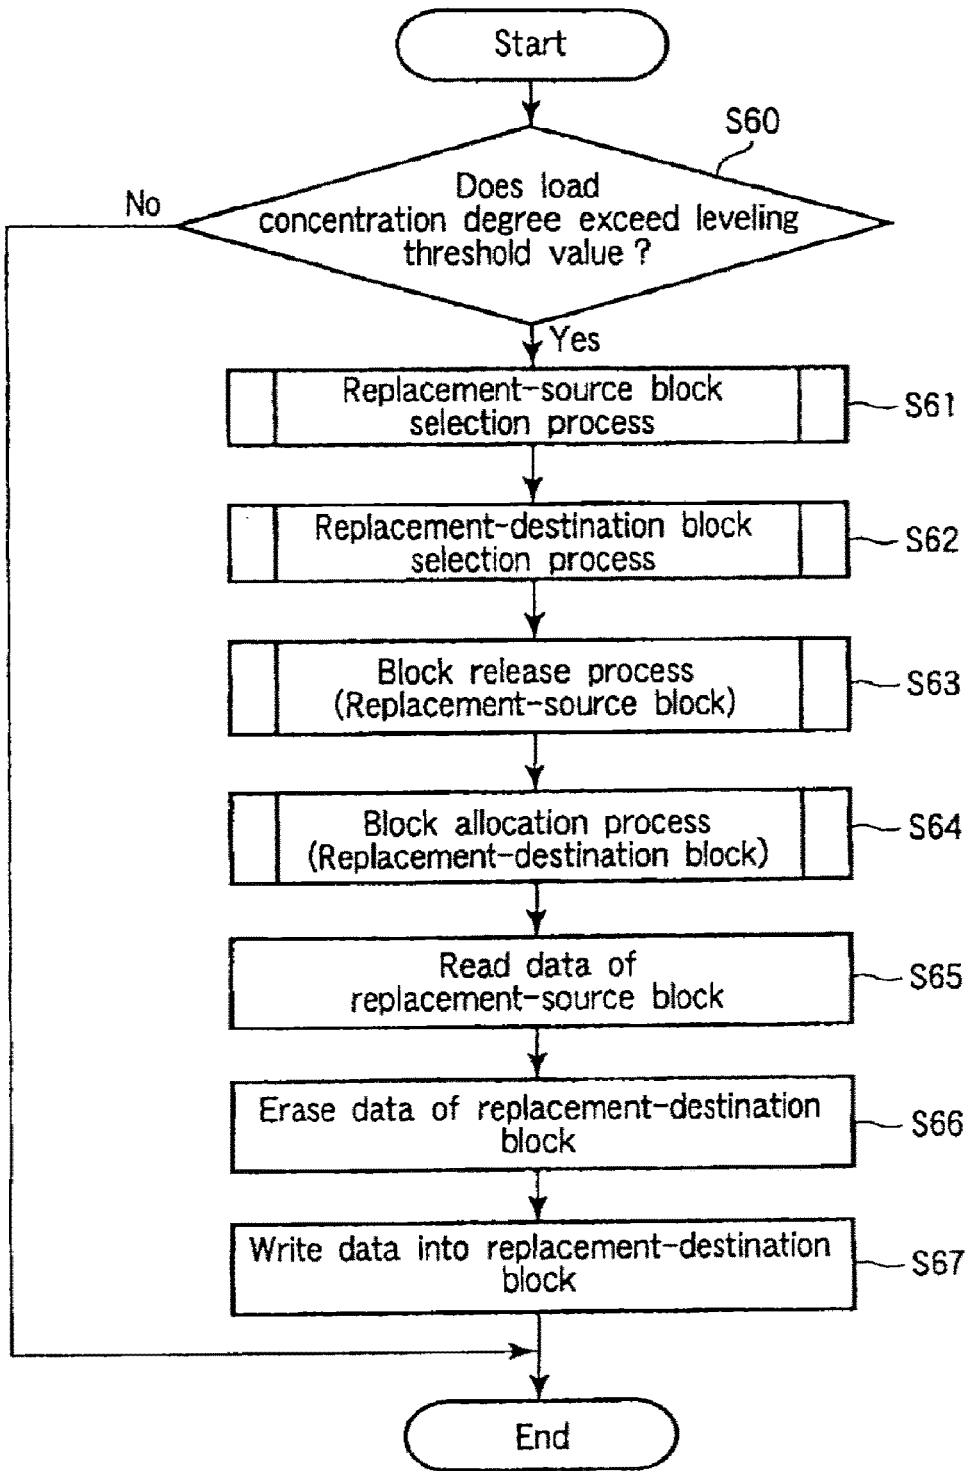 Start
S60
Does load
concentration degree exceed leveling
threshold value ?
No
Yes
Replacement-source block
selection process
S61
Replacement-destination block
selection process
S62
Block release process
(Replacement-source block)
S63
Block allocation process
(Replacement-destination block)
S64
Read data of
replacement-source block
S65
Erase data of replacement-destination
block
S66
Write data into replacement-destination
block
S67
End